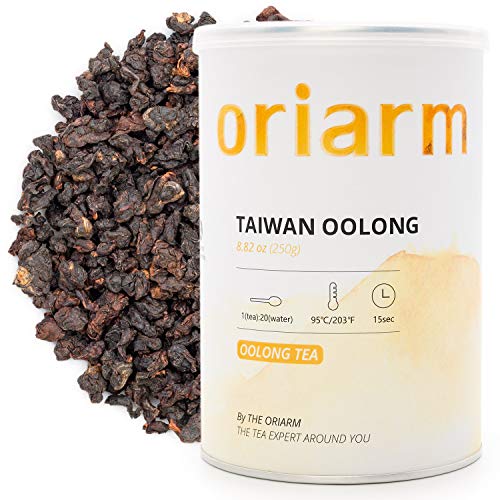 oriarm
TAIWAN OOLONG
8.82 oz (250g)
1(tea):20(water)
95℃/203℉
15sec
OOLONG TEA
By THE ORIARM
THE TEA EXPERT AROUND YOU